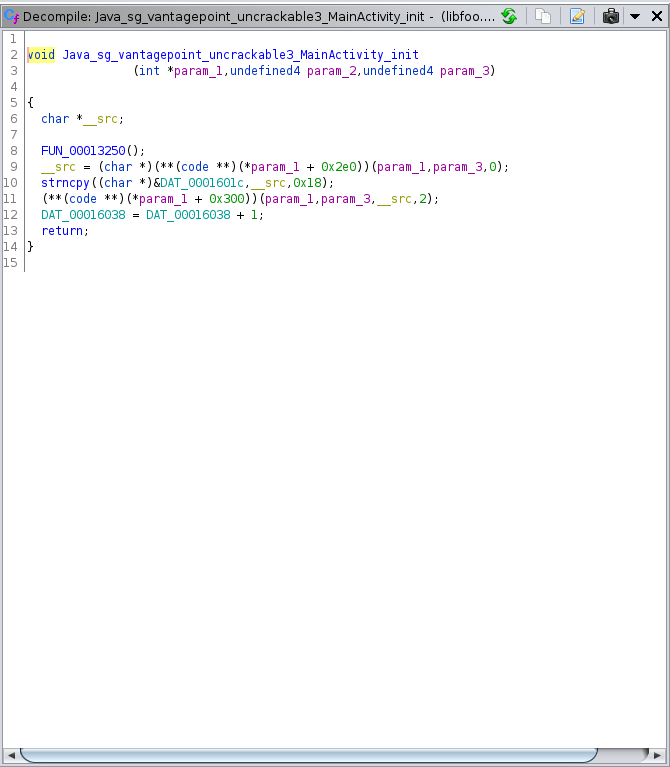 Decompile: Java_sg_vantagepoint_uncrackable3_MainActivity_init - (libfoo....
1
2 void Java_sg_vantagepoint_uncrackable3_MainActivity_init
3 (int *param_1,undefined4 param_2,undefined4 param_3)
4
5 {
6 char *__src;
7
8 FUN_00013250();
9 __src = (char *)(**(code **)(*param_1 + 0x2e0))(param_1,param_3,0);
10 strncpy((char *)&DAT_0001601c,__src,0x18);
11 (**(code **)(*param_1 + 0x300))(param_1,param_3,__src,2);
12 DAT_00016038 = DAT_00016038 + 1;
13 return;
14 }
15